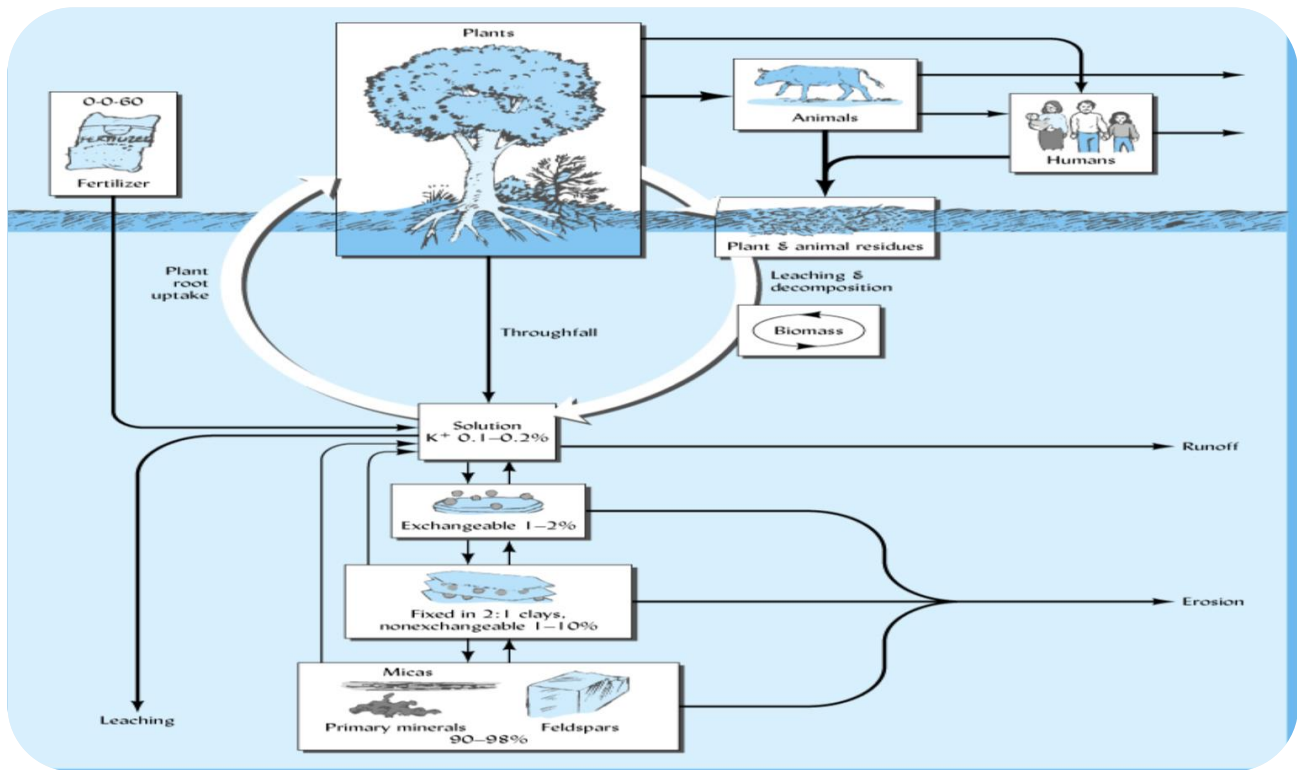 Plants
0-0-60
FERTILIZER
Fertilizer
Animals
Humans
Plant & animal residues
Plant
root
uptake
Leaching &
decomposition
Biomass
Throughfall
Solution
K⁺ 0.1–0.2%
Runoff
Exchangeable 1–2%
Fixed in 2:1 clays,
nonexchangeable 1–10%
Erosion
Micas
Primary minerals
Feldspars
90–98%
Leaching